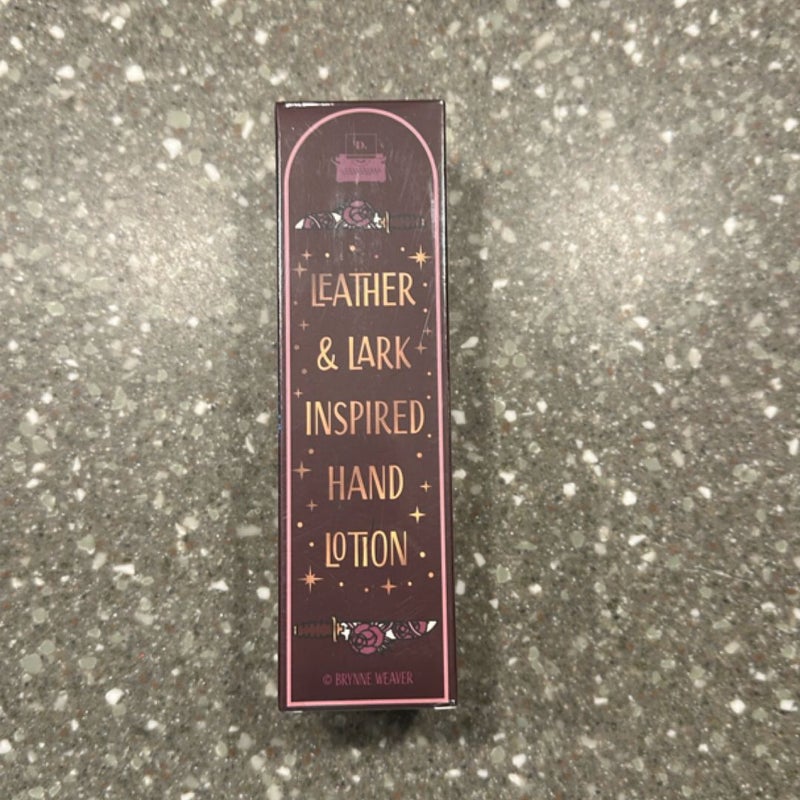 D.
LEATHER
& LARK
INSPIRED
HAND
LOTION
© BRYNNE WEAVER